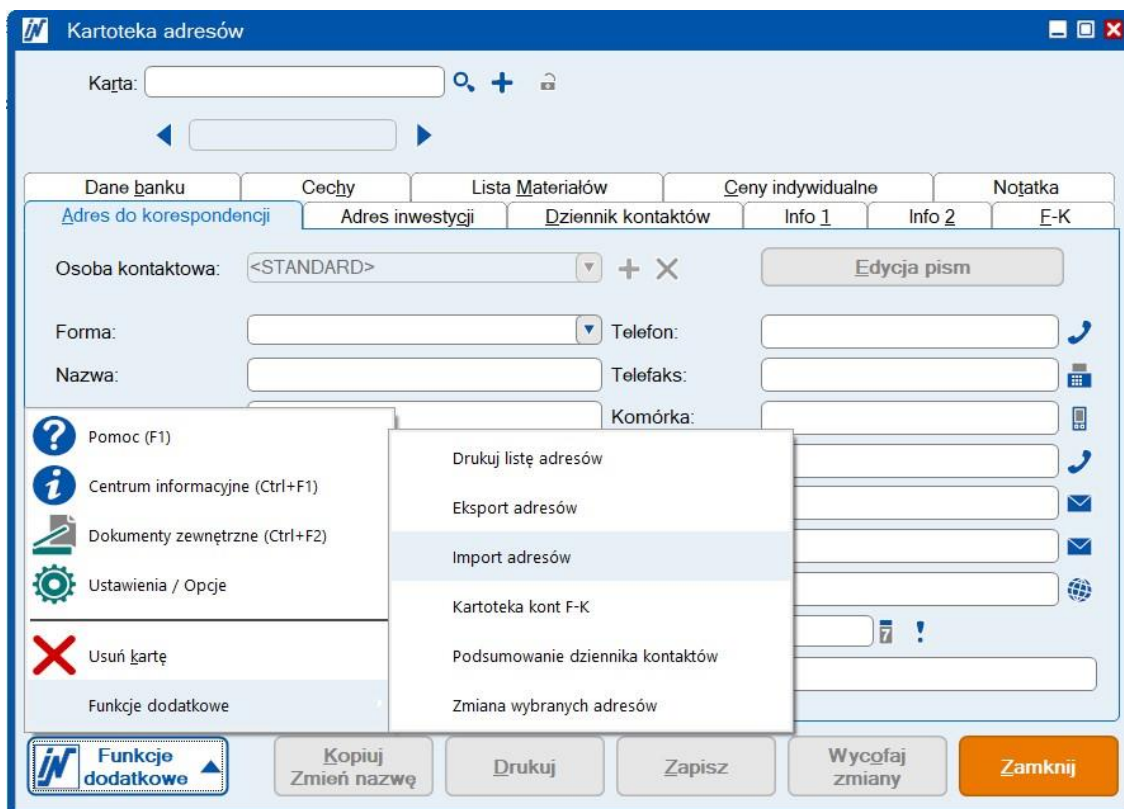 Kartoteka adresów
Karta:
Dane banku Cechy Lista Materiałów Ceny indywidualne Notatka
Adres do korespondencji Adres inwestycji Dziennik kontaktów Info 1 Info 2 F-K
Osoba kontaktowa: <STANDARD> Edycja pism
Forma: Telefon:
Nazwa: Telefaks:
Komórka:
Pomoc (F1)
Centrum informacyjne (Ctrl+F1)
Dokumenty zewnętrzne (Ctrl+F2)
Ustawienia / Opcje
Usuń kartę
Funkcje dodatkowe
Drukuj listę adresów
Eksport adresów
Import adresów
Kartoteka kont F-K
Podsumowanie dziennika kontaktów
Zmiana wybranych adresów
7
Funkcje
dodatkowe
Kopiuj
Zmień nazwę
Drukuj
Zapisz
Wycofaj
zmiany
Zamknij